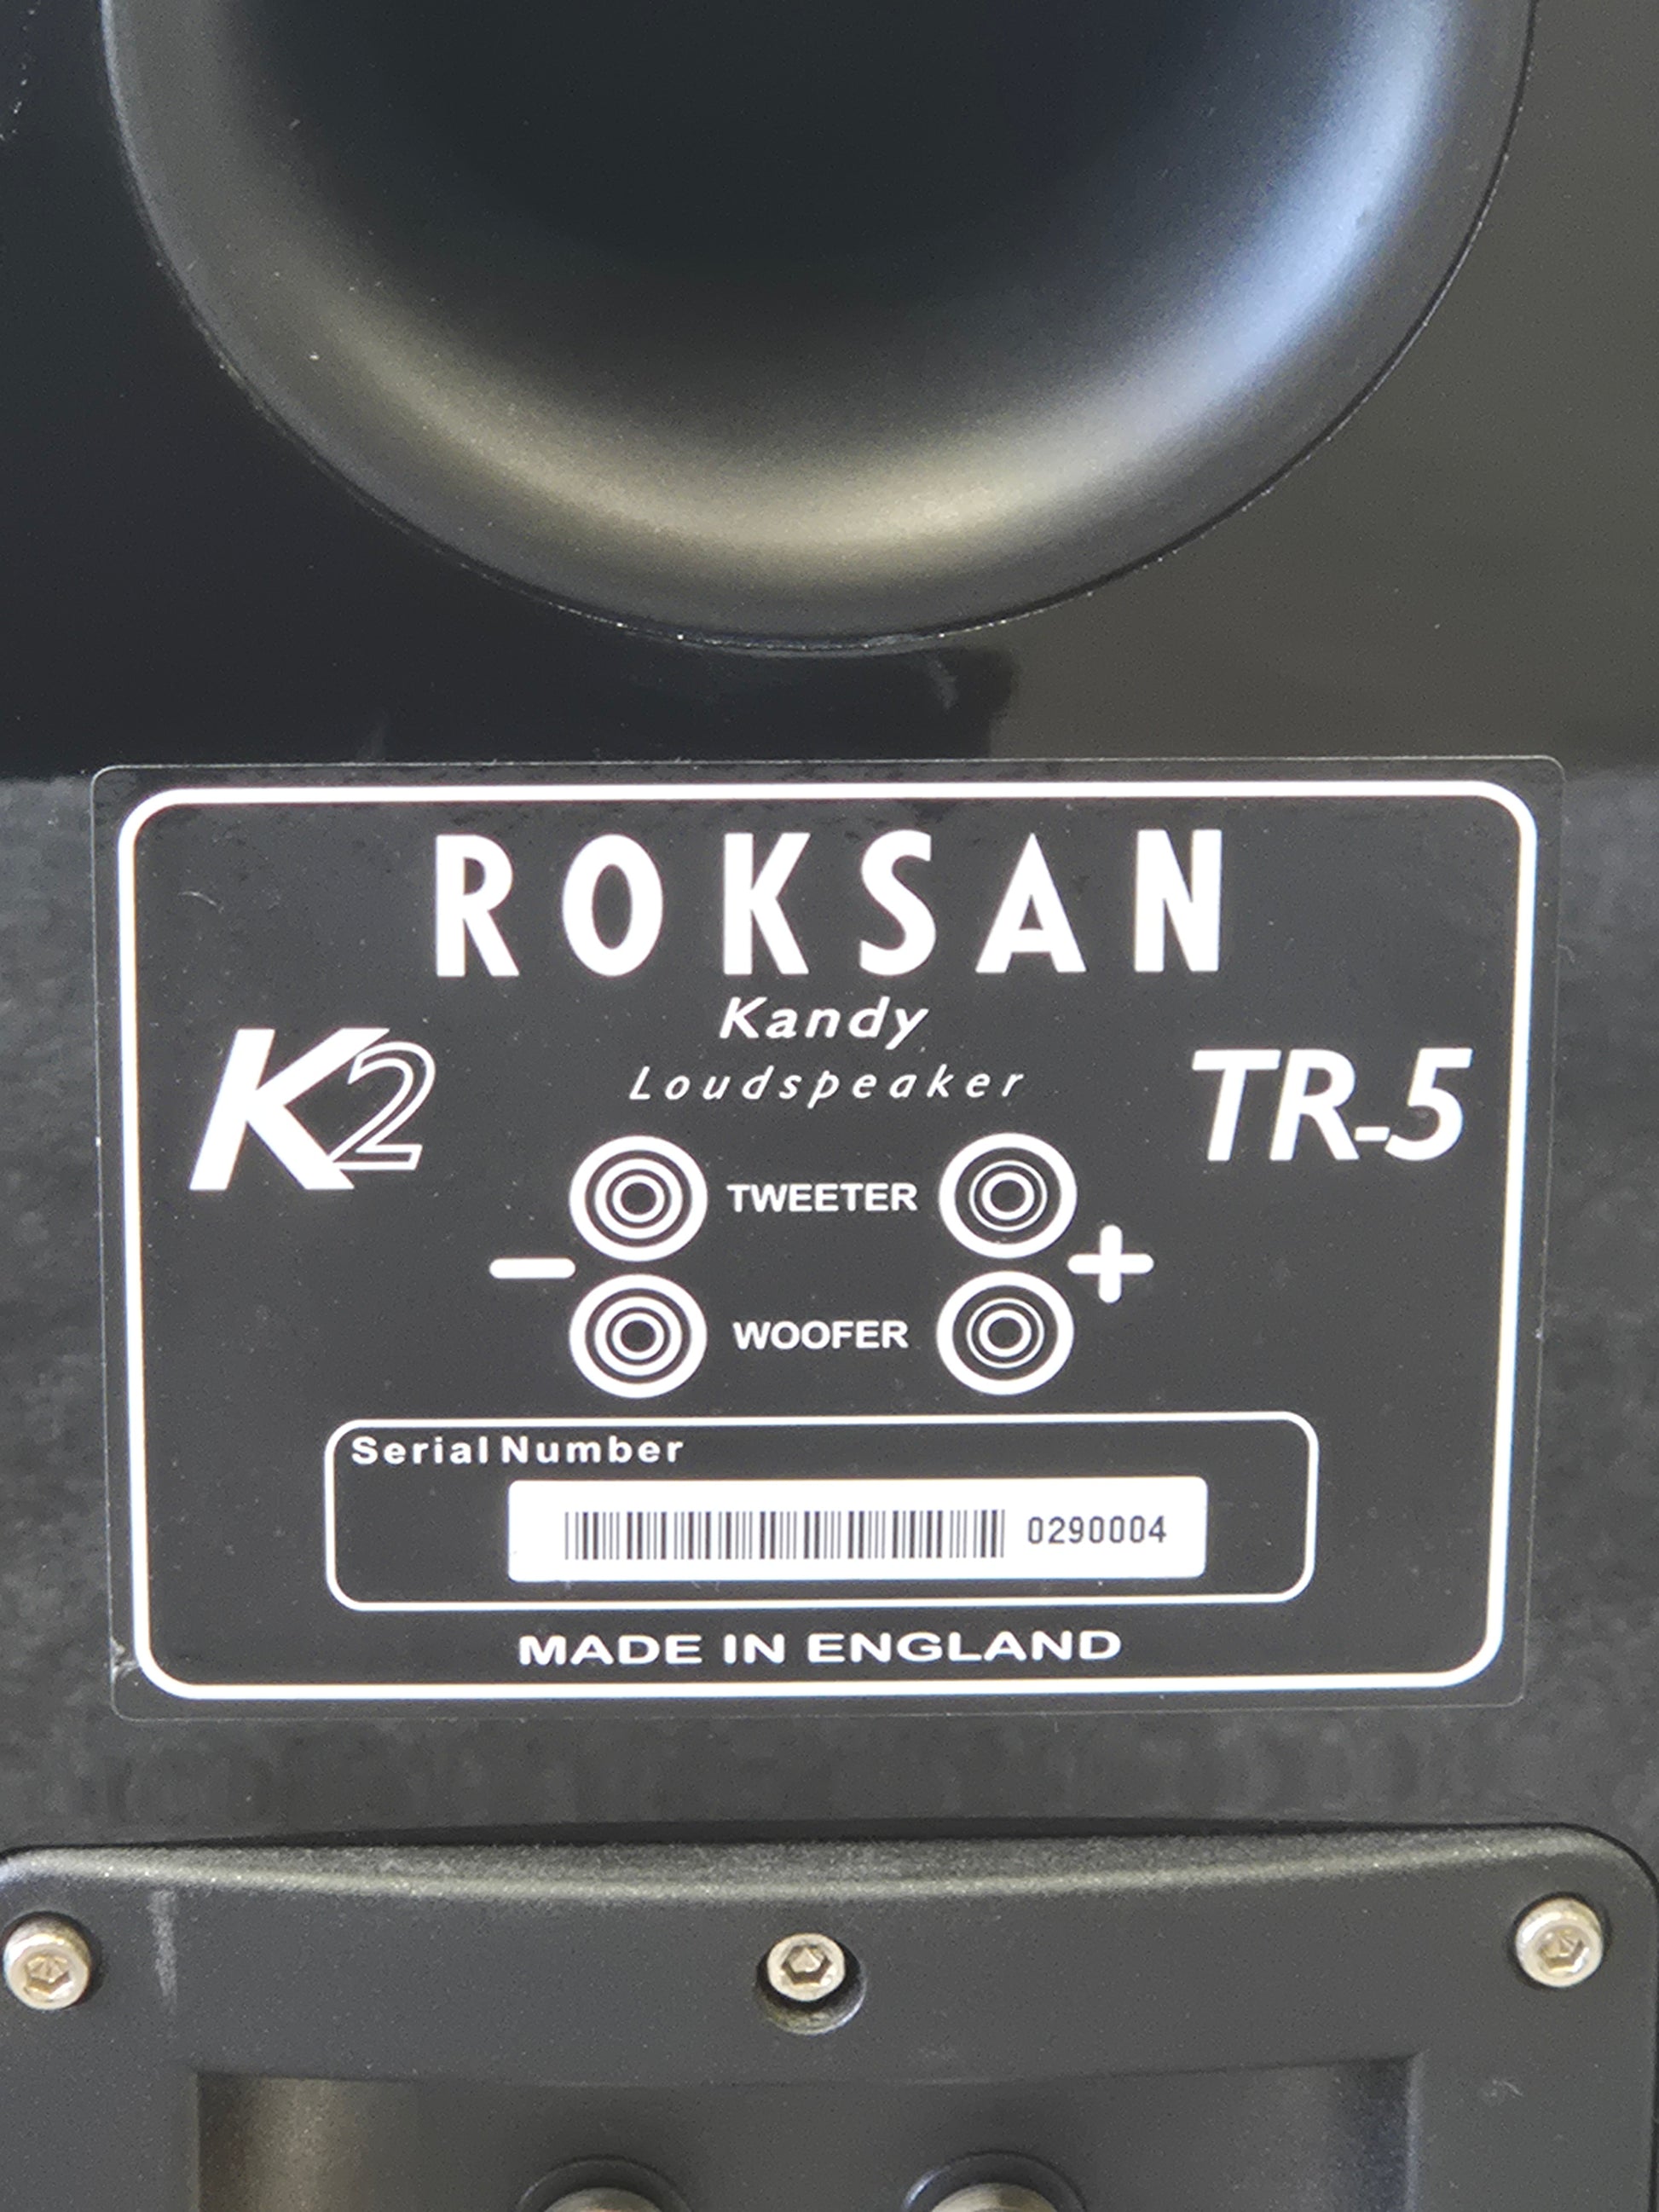 ROKSAN
Kandy
Loudspeaker
K2
TR-5
TWEETER
- +
WOOFER
Serial Number
0290004
MADE IN ENGLAND